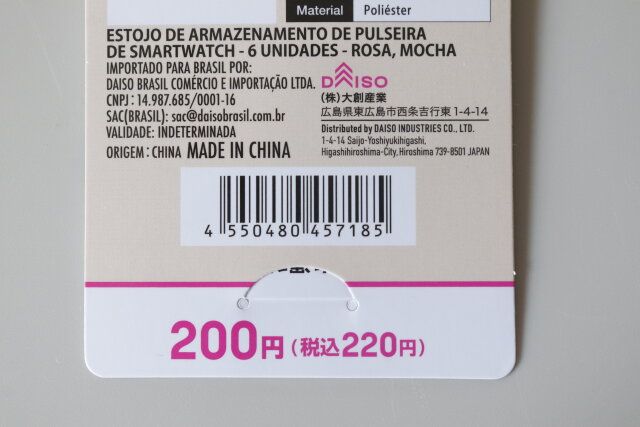 Material Poliéster
ESTOJO DE ARMAZENAMENTO DE PULSEIRA
DE SMARTWATCH - 6 UNIDADES - ROSA, MOCHA
IMPORTADO PARA BRASIL POR:
DAISO BRASIL COMÉRCIO E IMPORTAÇÃO LTDA.
CNPJ : 14.987.685/0001-16
SAC(BRASIL): sac@daisobrasil.com.br
VALIDADE: INDETERMINADA
ORIGEM : CHINA MADE IN CHINA
DAISO
(株)大創産業
広島県東広島市西条吉行東 1-4-14
Distributed by DAISO INDUSTRIES CO., LTD.
1-4-14 Saijo-Yoshiyukihigashi,
Higashihiroshima-City, Hiroshima 739-8501 JAPAN
4 550480 457185
200円(税込220円)